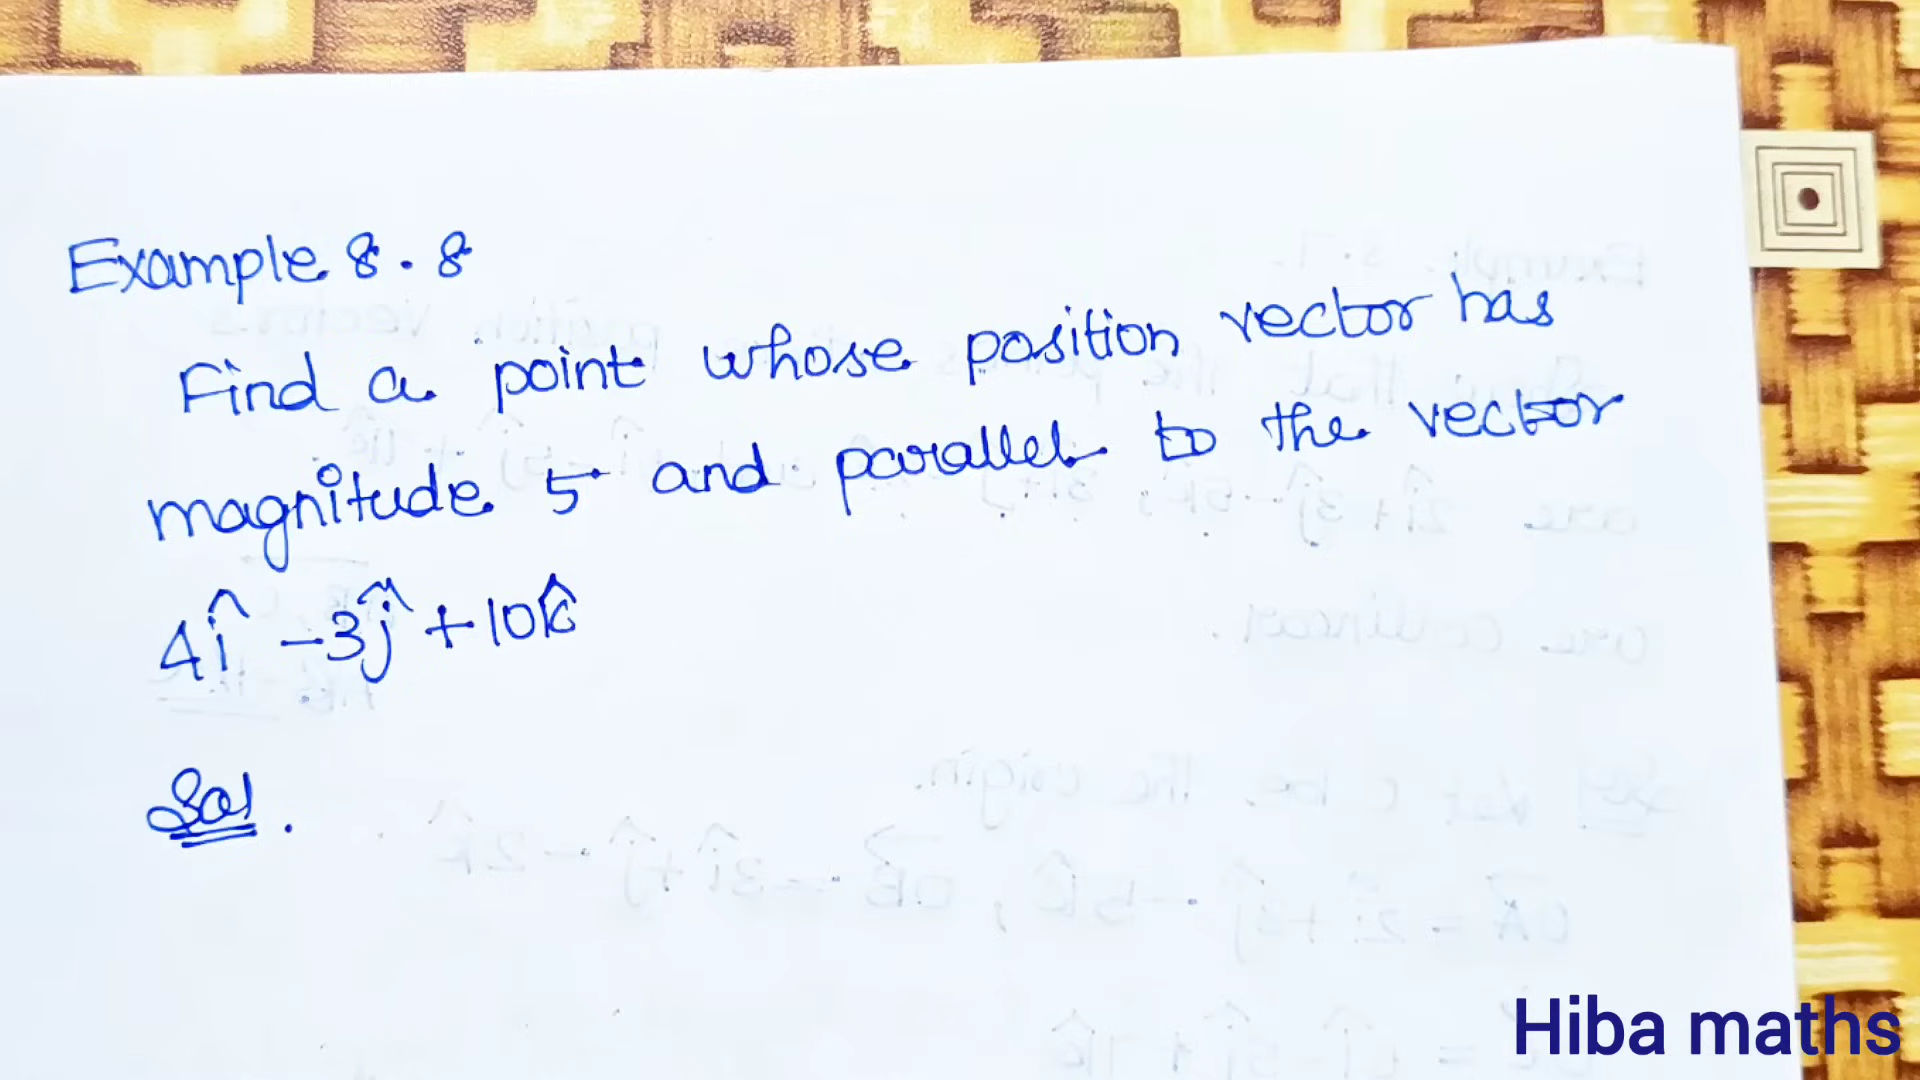 Example 8.8
Find a point whose position vector has
magnitude 5 and parallel to the vector
4î - 3ĵ + 10k̂
Sol.
Hiba maths